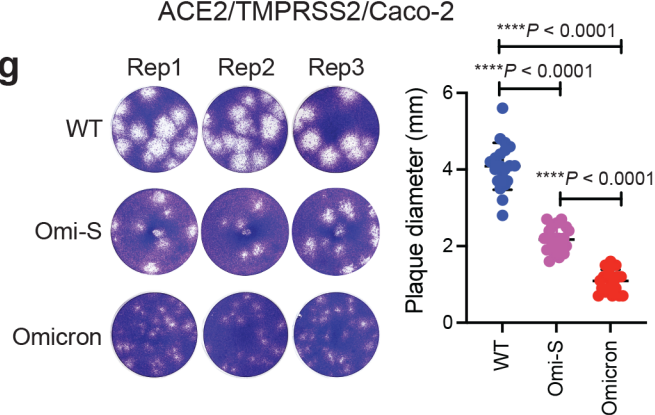 ACE2/TMPRSS2/Caco-2
g
Rep1 Rep2 Rep3
WT
Omi-S
Omicron
****P < 0.0001
****P < 0.0001
****P < 0.0001
Plaque diameter (mm)
6
4
2
0
WT
Omi-S
Omicron